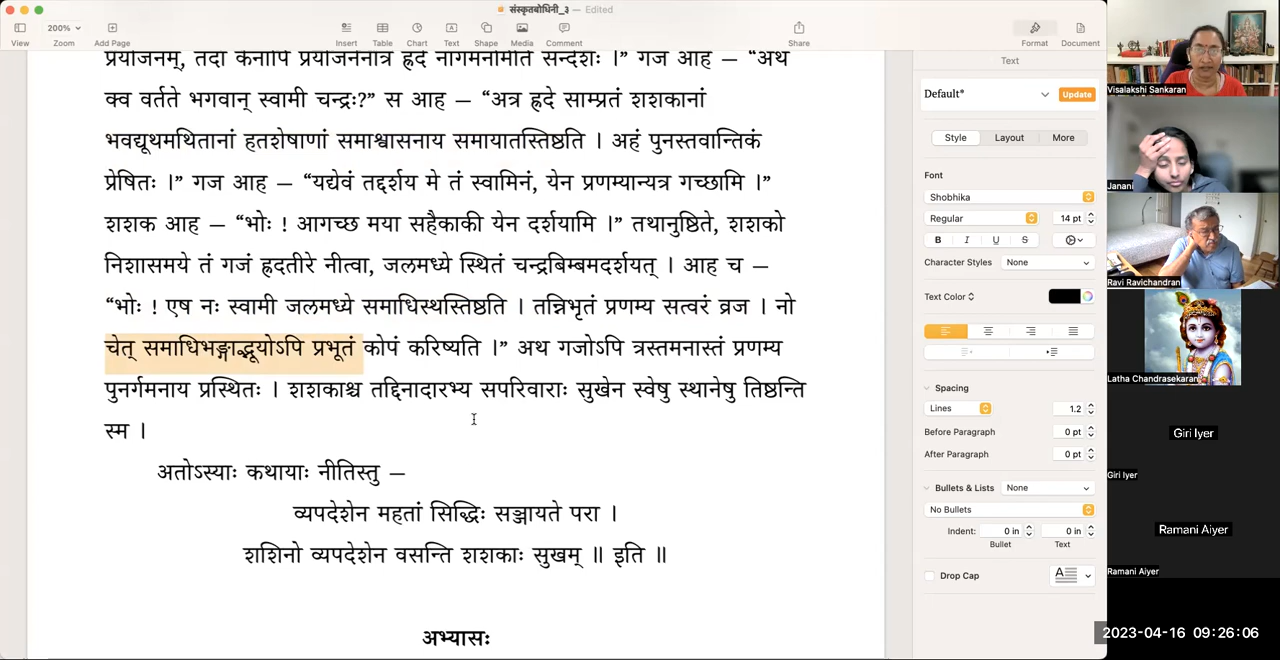 संस्कृतबोधिनी_३ — Edited
View
200%
Zoom
Add Page
Insert
Table
Chart
Text
Shape
Media
Comment
Share
Format
Document
प्रयोजनम्, तदा केनापि प्रयोजनेनात्र ह्रदे नागमनमिति सन्देशः ।” गज आह — “अथ
क्व वर्तते भगवान् स्वामी चन्द्रः?” स आह — “अत्र ह्रदे साम्प्रतं शशकानां
भवद्यूथमथितानां हतशेषाणां समाश्वासनाय समायातस्तिष्ठति । अहं पुनस्तवान्तिकं
प्रेषितः ।” गज आह — “यद्येवं तद्दर्शय मे तं स्वामिनं, येन प्रणम्यान्यत्र गच्छामि ।”
शशक आह — “भोः ! आगच्छ मया सहैकाकी येन दर्शयामि ।” तथानुष्ठिते, शशको
निशासमये तं गजं ह्रदतीरे नीत्वा, जलमध्ये स्थितं चन्द्रबिम्बमदर्शयत् । आह च —
“भोः ! एष नः स्वामी जलमध्ये समाधिस्थस्तिष्ठति । तन्निभृतं प्रणम्य सत्वरं व्रज । नो
चेत् समाधिभङ्गाद्भूयोऽपि प्रभूतं कोपं करिष्यति ।” अथ गजोऽपि त्रस्तमनास्तं प्रणम्य
पुनर्गमनाय प्रस्थितः । शशकाश्च तद्दिनादारभ्य सपरिवाराः सुखेन स्वेषु स्थानेषु तिष्ठन्ति
स्म ।
अतोऽस्याः कथायाः नीतिस्तु —
व्यपदेशेन महतां सिद्धिः सञ्जायते परा ।
शशिनो व्यपदेशेन वसन्ति शशकाः सुखम् ॥ इति ॥
अभ्यासः
Text
Default*
Update
Style
Layout
More
Font
Shobhika
Regular
14 pt
B I U S
Character Styles
None
Text Color
Spacing
Lines
1.2
Before Paragraph
0 pt
After Paragraph
0 pt
Bullets & Lists
None
No Bullets
Indent:
0 in
0 in
Bullet
Text
Drop Cap
A
Visalakshi Sankaran
Janani
Ravi Ravichandran
Latha Chandrasekaran
Giri Iyer
Giri Iyer
Ramani Aiyer
Ramani Aiyer
2023-04-16 09:26:06